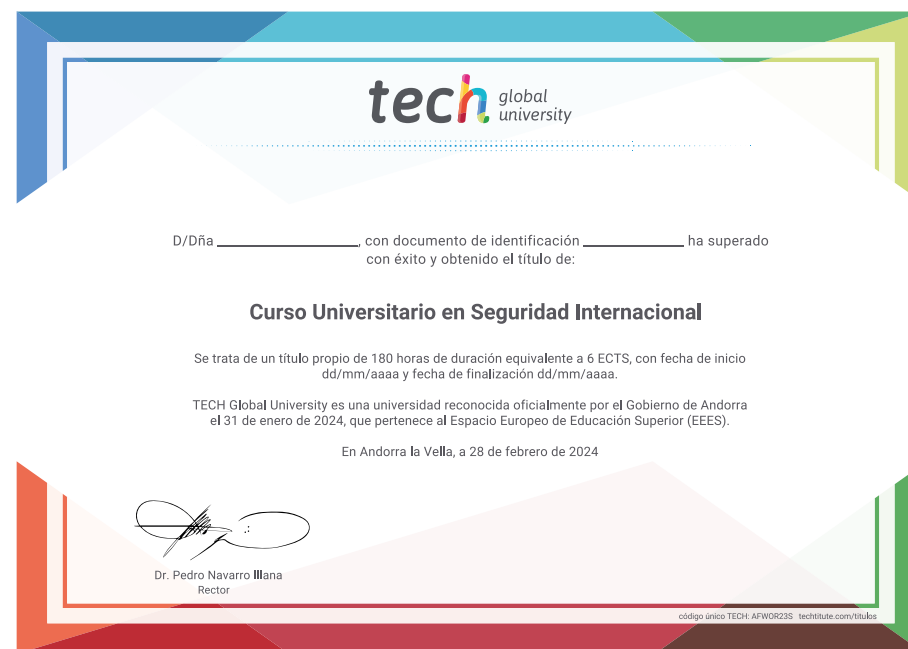 tech global university
D/Dña ______________, con documento de identificación __________ ha superado
con éxito y obtenido el título de:
Curso Universitario en Seguridad Internacional
Se trata de un título propio de 180 horas de duración equivalente a 6 ECTS, con fecha de inicio
dd/mm/aaaa y fecha de finalización dd/mm/aaaa.
TECH Global University es una universidad reconocida oficialmente por el Gobierno de Andorra
el 31 de enero de 2024, que pertenece al Espacio Europeo de Educación Superior (EEES).
En Andorra la Vella, a 28 de febrero de 2024
Dr. Pedro Navarro Illana
Rector
código único TECH: AFWOR23S techtitute.com/titulos